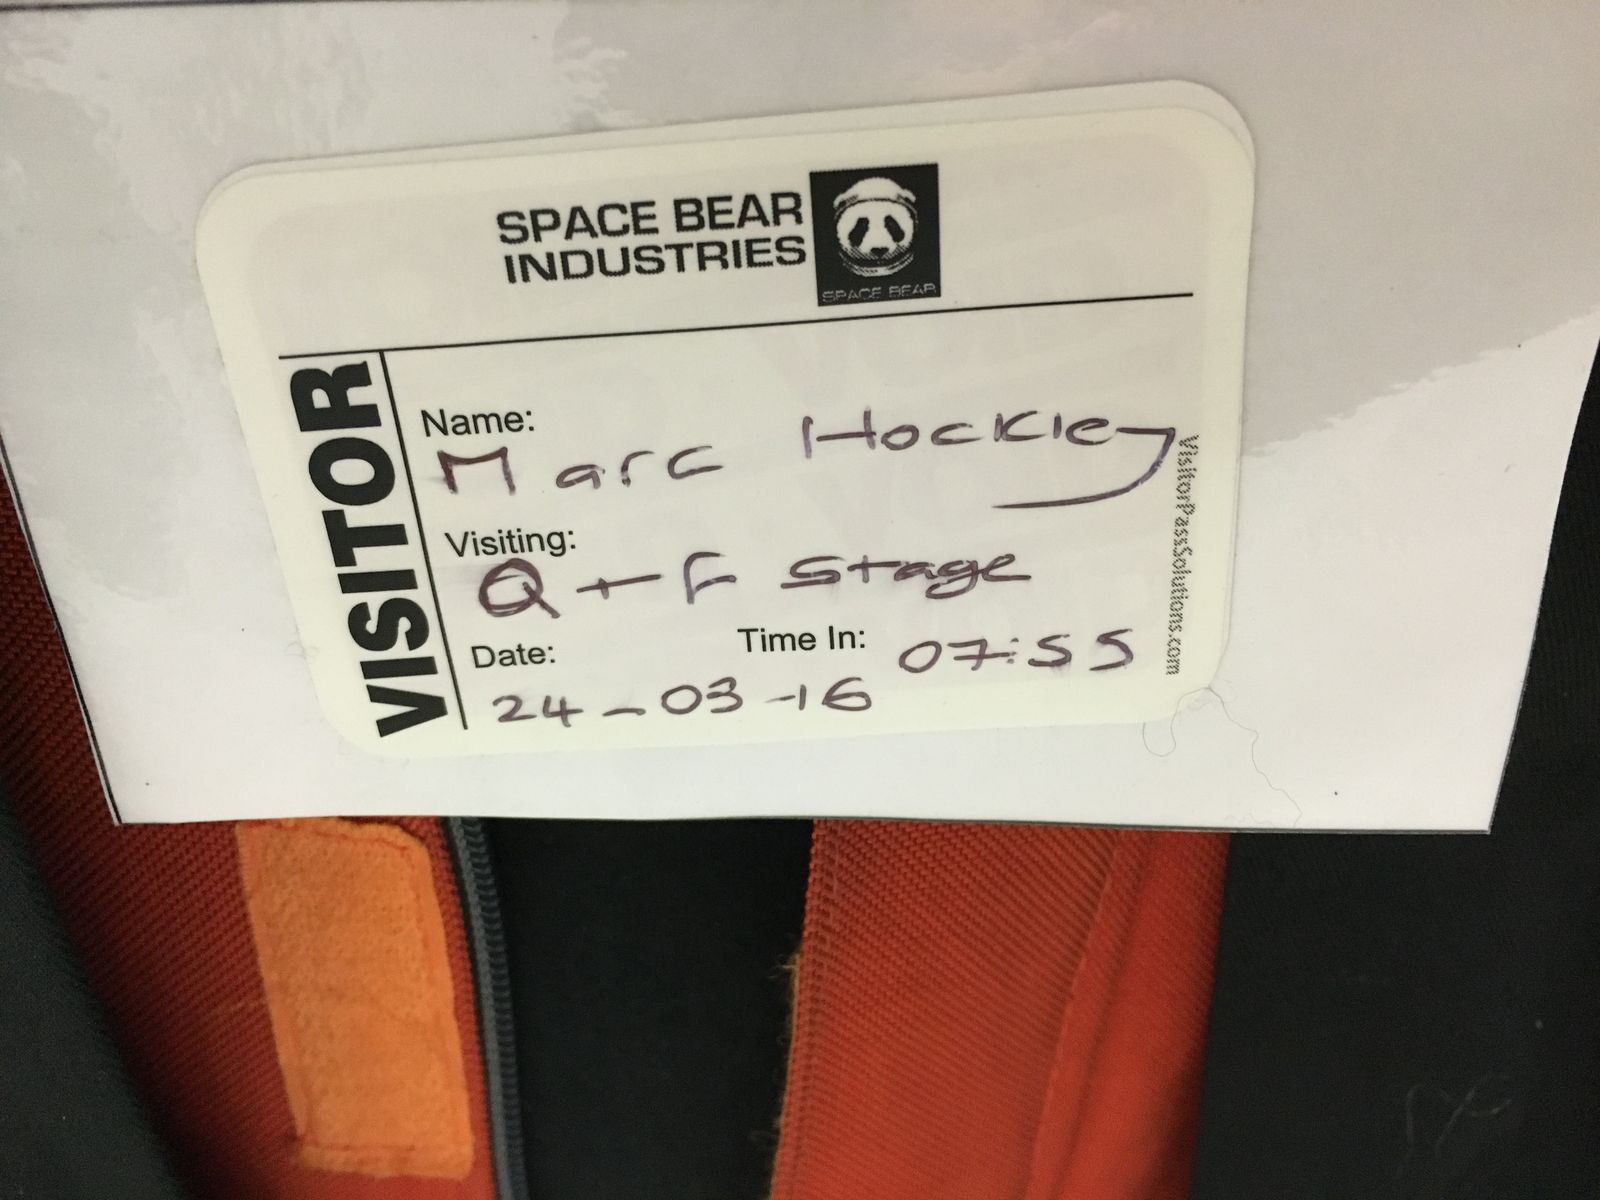 SPACE BEAR
INDUSTRIES
SPACE BEAR
VISITOR
Name:
Marc Hockley
Visiting:
Q + F Stage
Date:
24-03-16
Time In: 07:55
VisitorPassSolutions.com